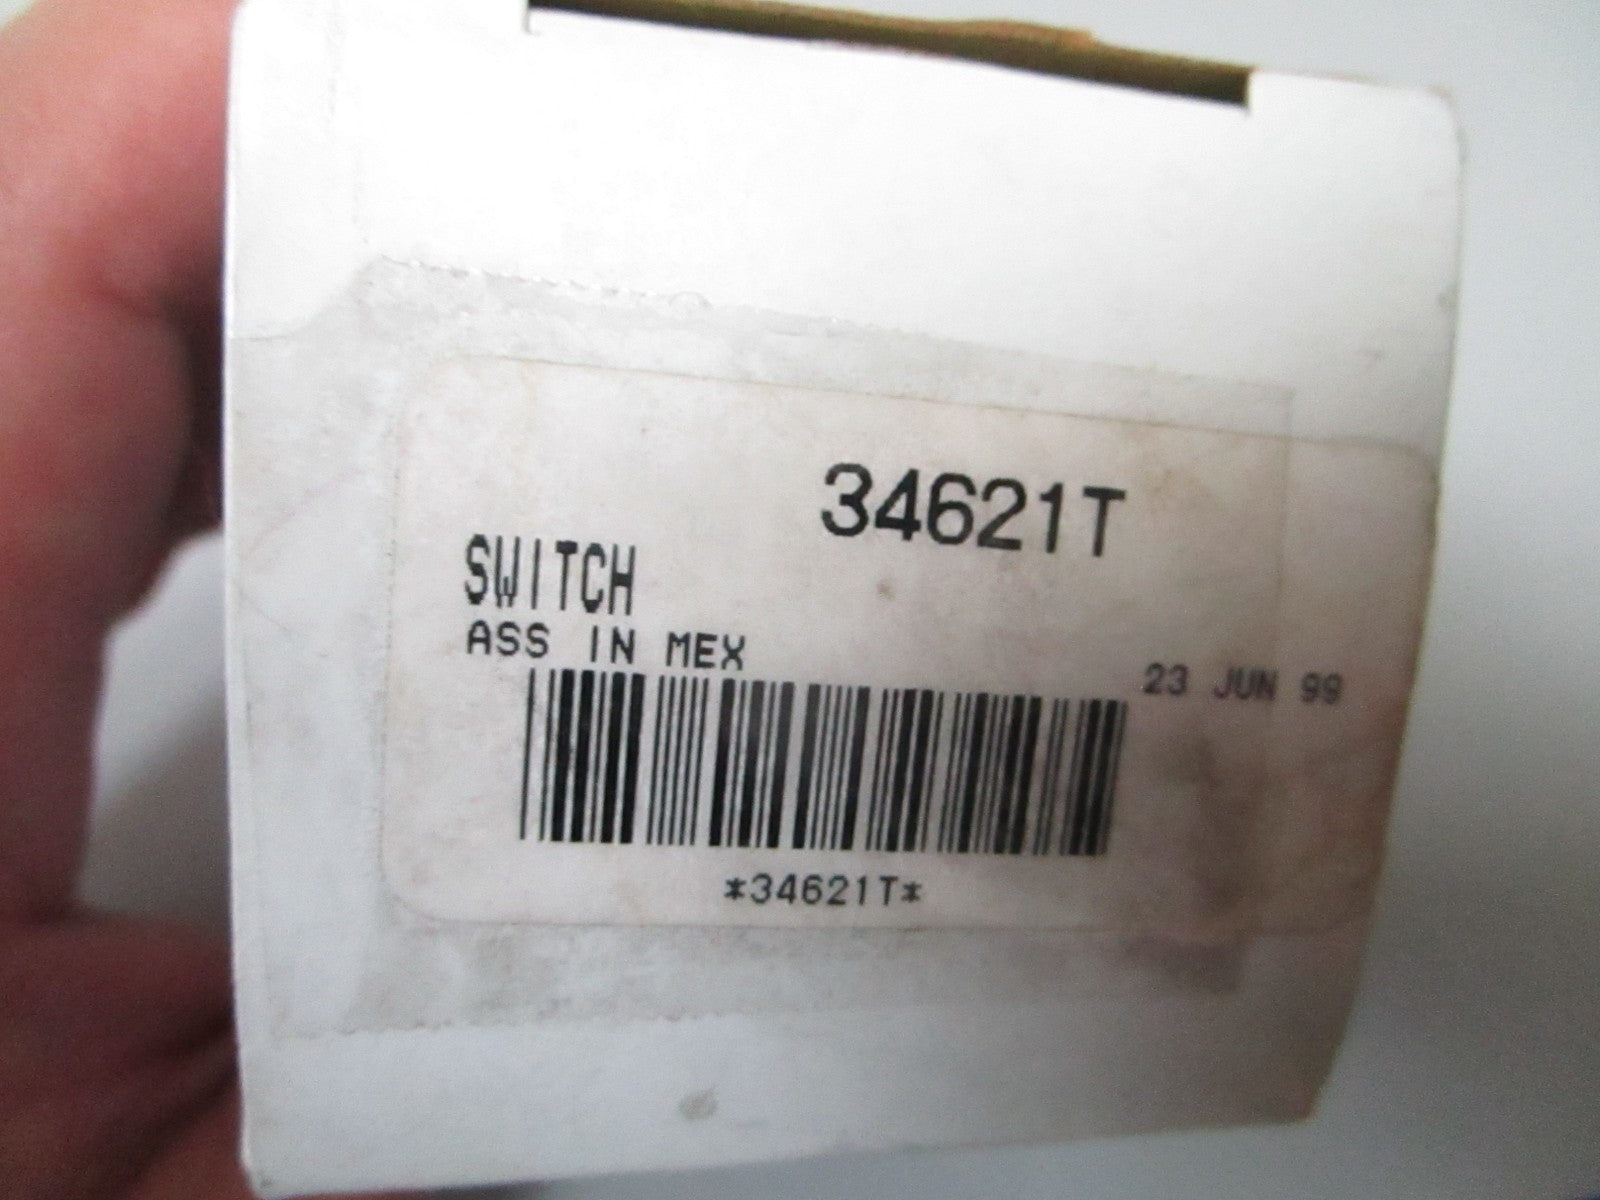 34621T
SWITCH
ASS IN MEX
23 JUN 99
*34621T*